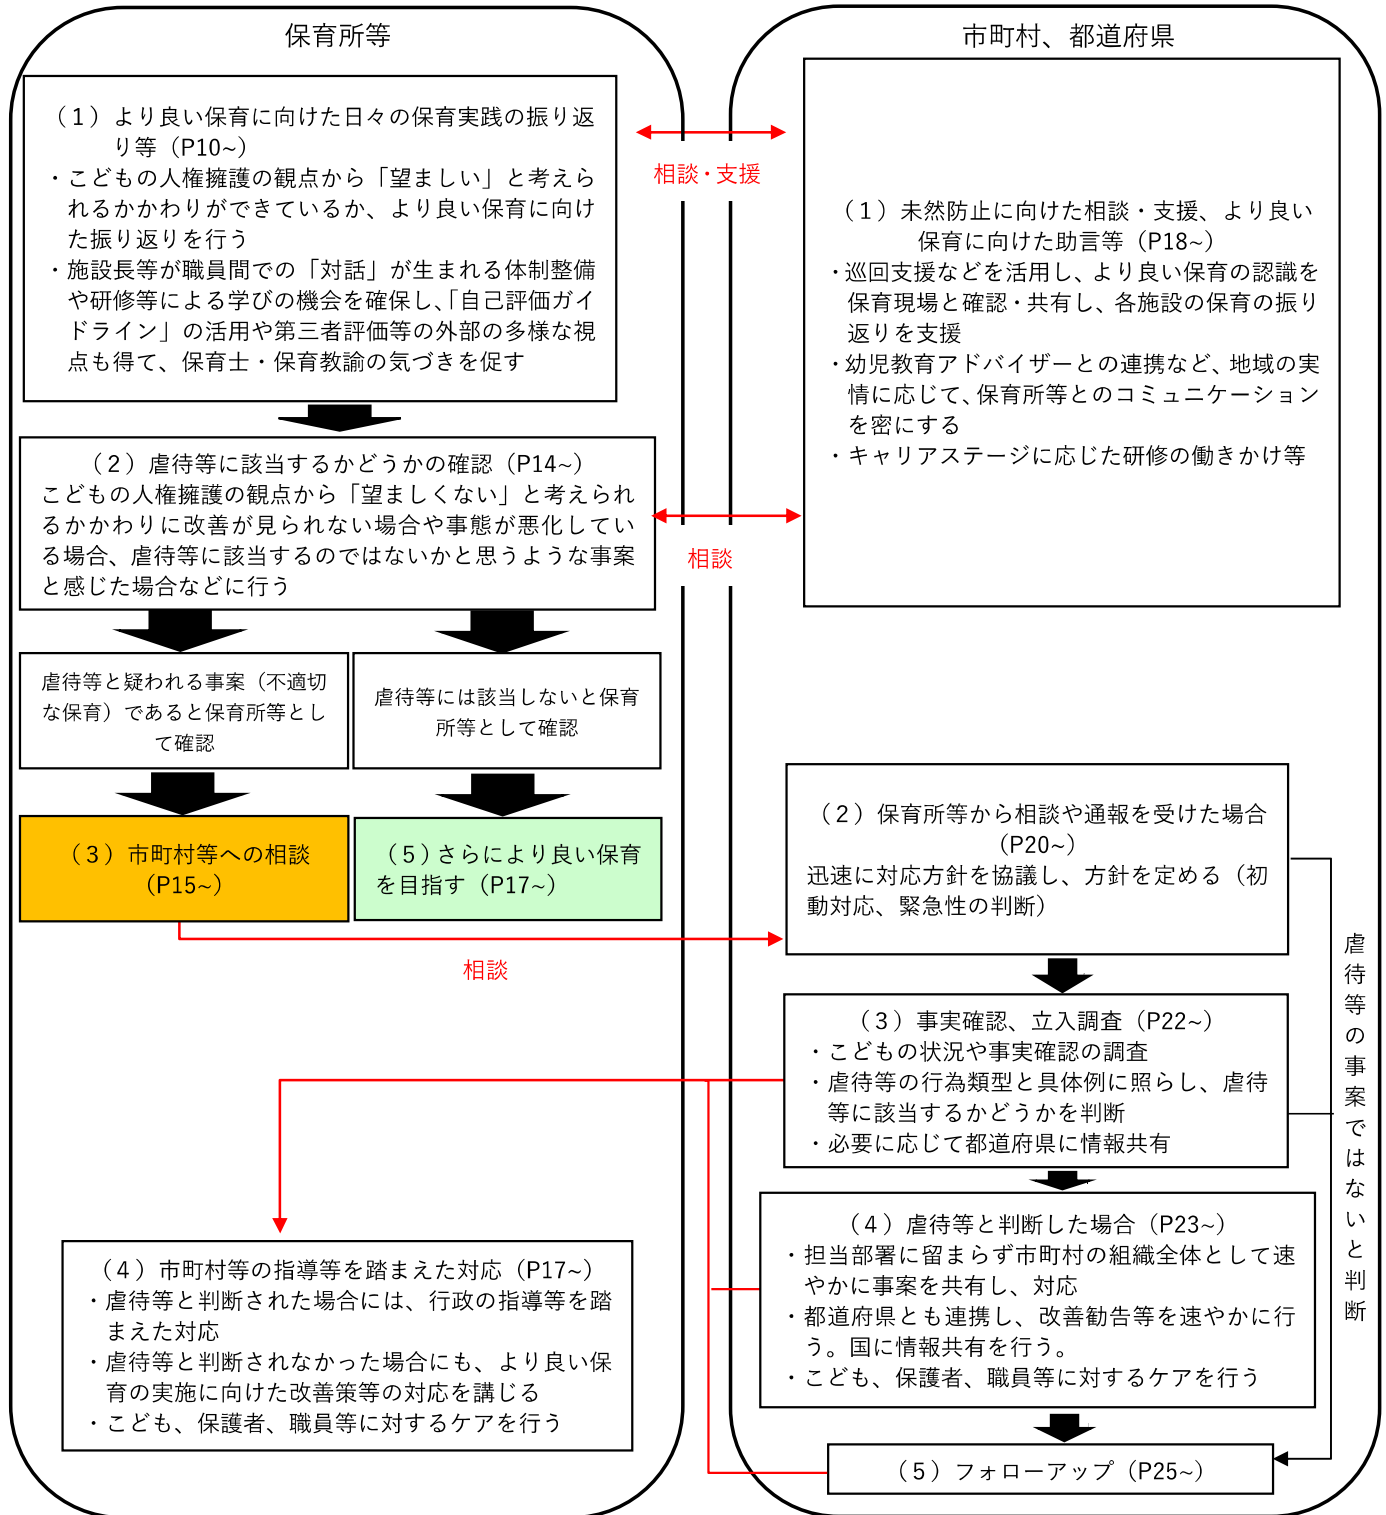 保育所等
（１）より良い保育に向けた日々の保育実践の振り返
り等（P10~）
・こどもの人権擁護の観点から「望ましい」と考えら
れるかかわりができているか、より良い保育に向け
た振り返りを行う
・施設長等が職員間での「対話」が生まれる体制整備
や研修等による学びの機会を確保し、「自己評価ガイ
ドライン」の活用や第三者評価等の外部の多様な視
点も得て、保育士・保育教諭の気づきを促す
（２）虐待等に該当するかどうかの確認（P14~）
こどもの人権擁護の観点から「望ましくない」と考えられ
るかかわりに改善が見られない場合や事態が悪化してい
る場合、虐待等に該当するのではないかと思うような事案
と感じた場合などに行う
虐待等と疑われる事案（不適切
な保育）であると保育所等とし
て確認
虐待等には該当しないと保育
所等として確認
（３）市町村等への相談
（P15~）
（５）さらにより良い保育
を目指す（P17~）
相談・支援
相談
相談
（４）市町村等の指導等を踏まえた対応（P17~）
・虐待等と判断された場合には、行政の指導等を踏
まえた対応
・虐待等と判断されなかった場合にも、より良い保
育の実施に向けた改善策等の対応を講じる
・こども、保護者、職員等に対するケアを行う
市町村、都道府県
（１）未然防止に向けた相談・支援、より良い
保育に向けた助言等（P18~）
・巡回支援などを活用し、より良い保育の認識を
保育現場と確認・共有し、各施設の保育の振り
返りを支援
・幼児教育アドバイザーとの連携など、地域の実
情に応じて、保育所等とのコミュニケーション
を密にする
・キャリアステージに応じた研修の働きかけ等
（２）保育所等から相談や通報を受けた場合
（P20~）
迅速に対応方針を協議し、方針を定める（初
動対応、緊急性の判断）
（３）事実確認、立入調査（P22~）
・こどもの状況や事実確認の調査
・虐待等の行為類型と具体例に照らし、虐待
等に該当するかどうかを判断
・必要に応じて都道府県に情報共有
（４）虐待等と判断した場合（P23~）
・担当部署に留まらず市町村の組織全体として速
やかに事案を共有し、対応
・都道府県とも連携し、改善勧告等を速やかに行
う。国に情報共有を行う。
・こども、保護者、職員等に対するケアを行う
（５）フォローアップ（P25~）
虐待等の事案ではないと判断